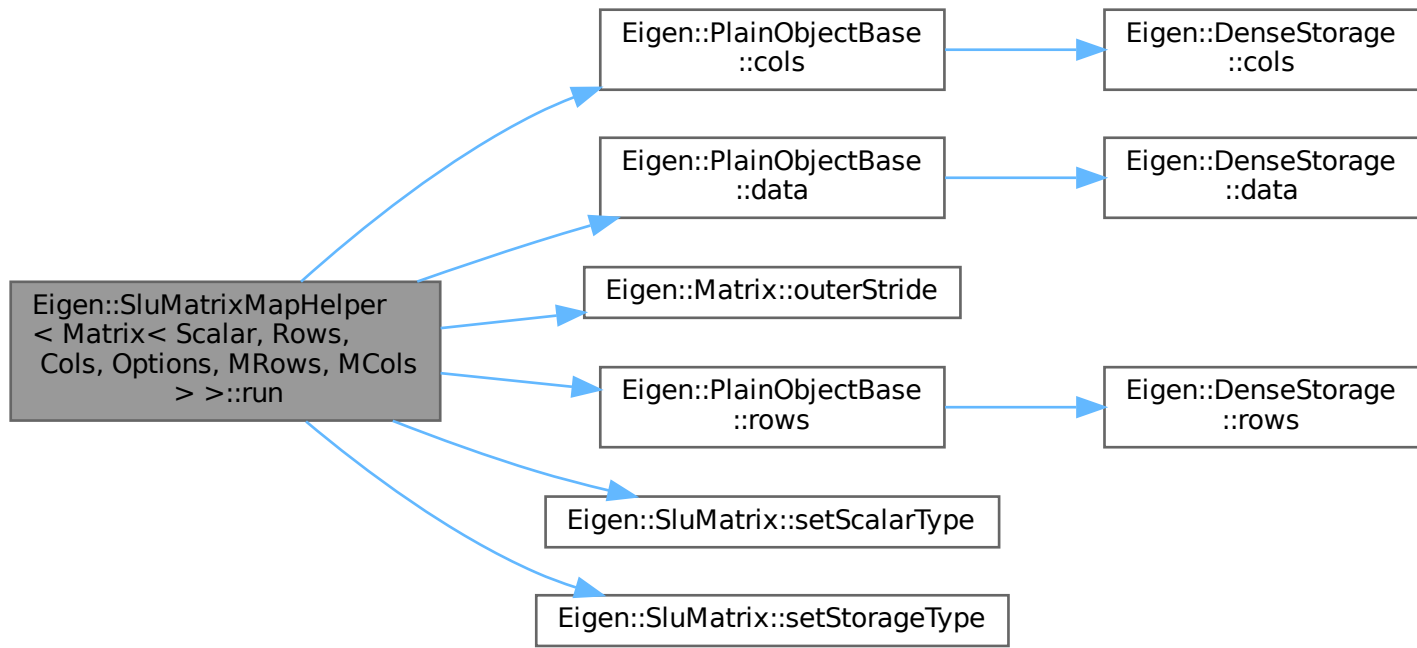 Eigen::PlainObjectBase
::cols
Eigen::DenseStorage
::cols
Eigen::PlainObjectBase
::data
Eigen::DenseStorage
::data
Eigen::SluMatrixMapHelper
< Matrix< Scalar, Rows,
Cols, Options, MRows, MCols
> >::run
Eigen::Matrix::outerStride
Eigen::PlainObjectBase
::rows
Eigen::DenseStorage
::rows
Eigen::SluMatrix::setScalarType
Eigen::SluMatrix::setStorageType